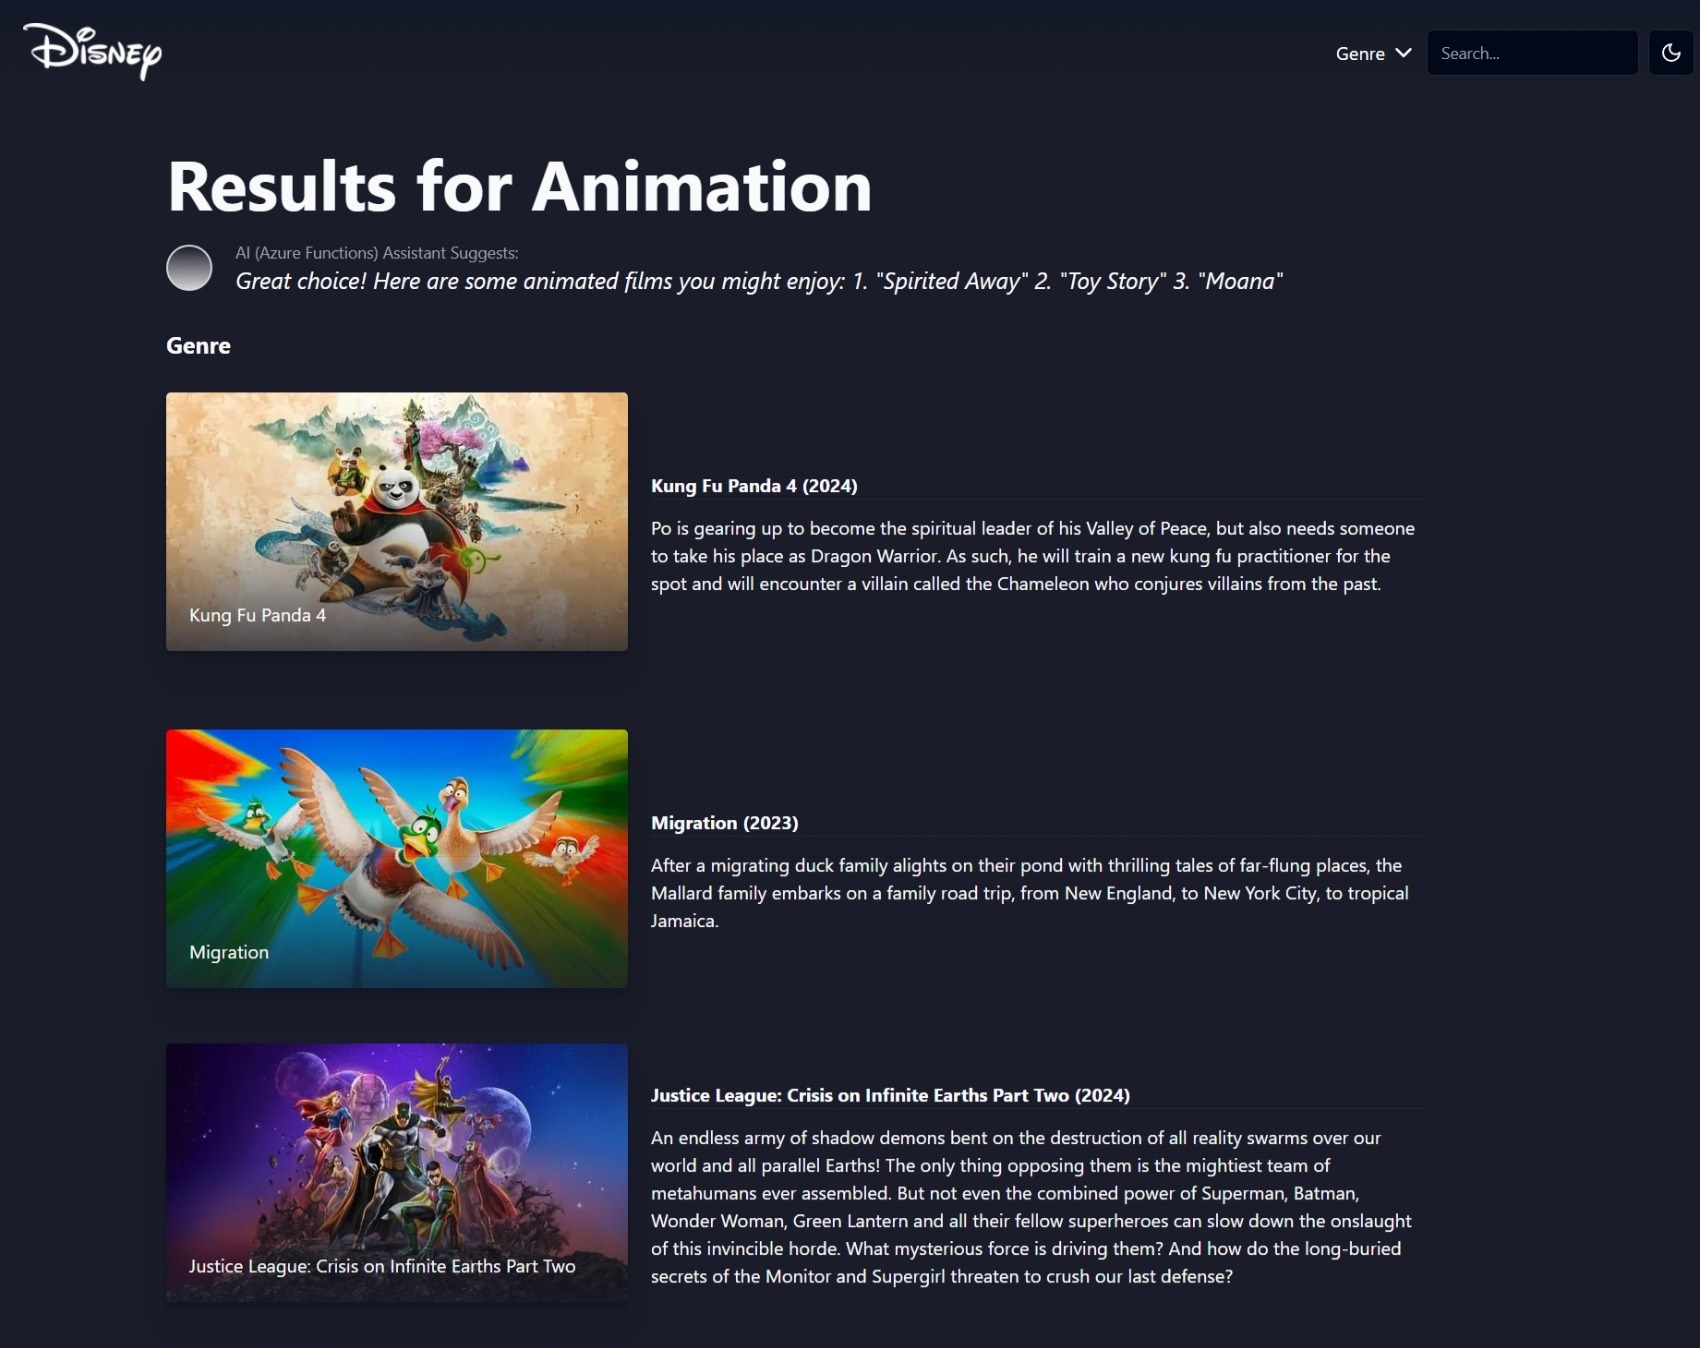 Disney
Genre
Search...
Results for Animation
AI (Azure Functions) Assistant Suggests:
Great choice! Here are some animated films you might enjoy: 1. "Spirited Away" 2. "Toy Story" 3. "Moana"
Genre
Kung Fu Panda 4
Kung Fu Panda 4 (2024)
Po is gearing up to become the spiritual leader of his Valley of Peace, but also needs someone
to take his place as Dragon Warrior. As such, he will train a new kung fu practitioner for the
spot and will encounter a villain called the Chameleon who conjures villains from the past.
Migration
Migration (2023)
After a migrating duck family alights on their pond with thrilling tales of far-flung places, the
Mallard family embarks on a family road trip, from New England, to New York City, to tropical
Jamaica.
Justice League: Crisis on Infinite Earths Part Two
Justice League: Crisis on Infinite Earths Part Two (2024)
An endless army of shadow demons bent on the destruction of all reality swarms over our
world and all parallel Earths! The only thing opposing them is the mightiest team of
metahumans ever assembled. But not even the combined power of Superman, Batman,
Wonder Woman, Green Lantern and all their fellow superheroes can slow down the onslaught
of this invincible horde. What mysterious force is driving them? And how do the long-buried
secrets of the Monitor and Supergirl threaten to crush our last defense?